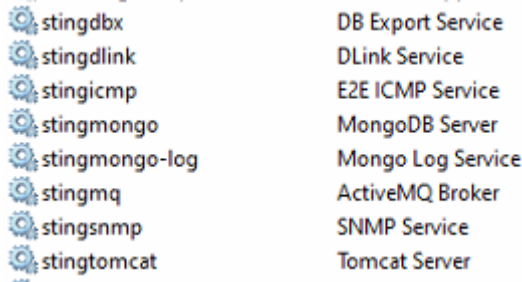 stingdbx DB Export Service
stingdlink DLink Service
stingicmp E2E ICMP Service
stingmongo MongoDB Server
stingmongo-log Mongo Log Service
stingmq ActiveMQ Broker
stingsnmp SNMP Service
stingtomcat Tomcat Server